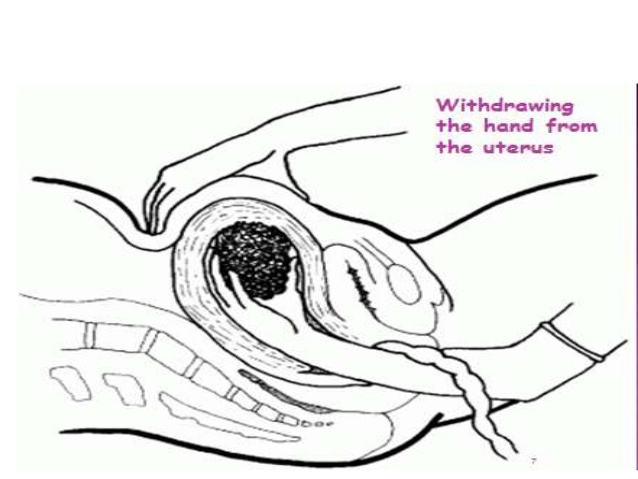 Withdrawing
the hand from
the uterus
7